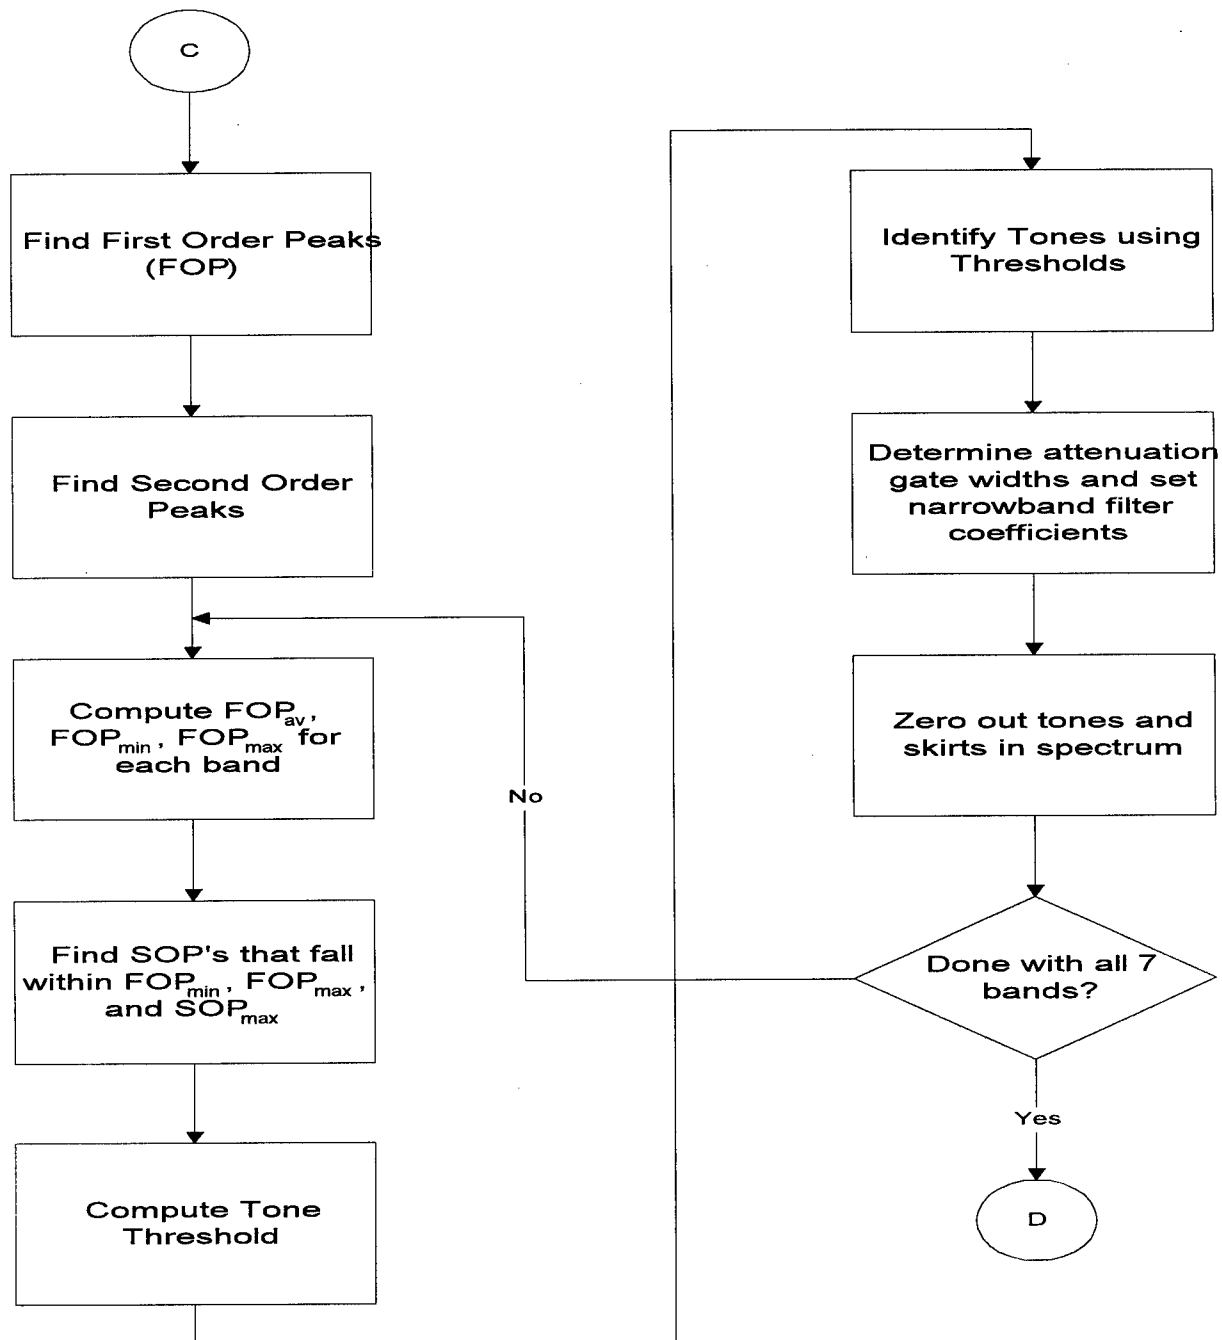 C
Find First Order Peaks
(FOP)
Find Second Order
Peaks
Compute FOPav,
FOPmin, FOPmax for
each band
Find SOP's that fall
within FOPmin, FOPmax,
and SOPmax
Compute Tone
Threshold
No
Identify Tones using
Thresholds
Determine attenuation
gate widths and set
narrowband filter
coefficients
Zero out tones and
skirts in spectrum
Done with all 7
bands?
Yes
D